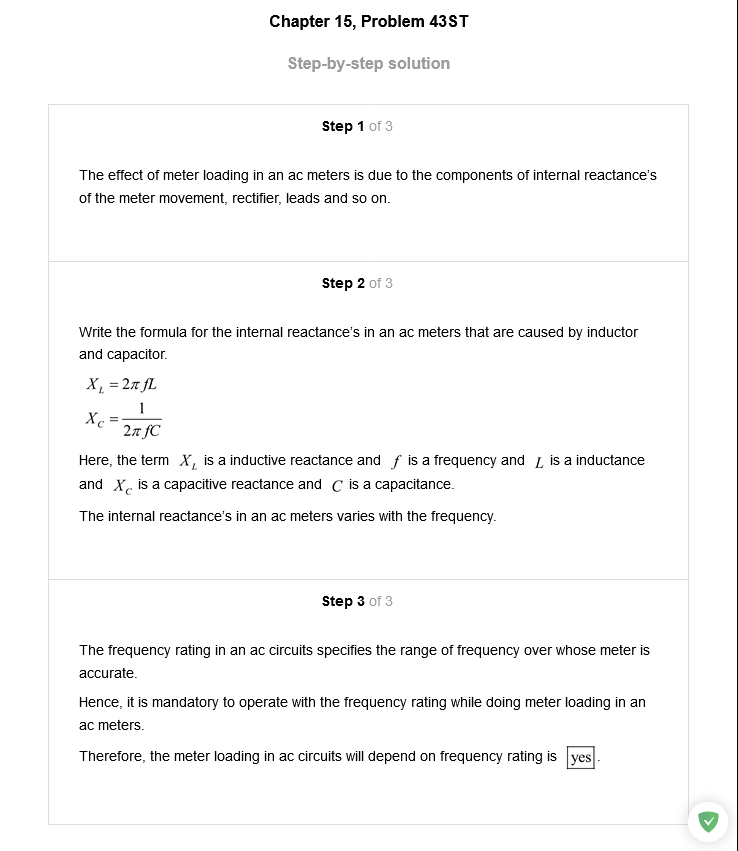 Chapter 15, Problem 43ST
Step-by-step solution
Step 1 of 3
The effect of meter loading in an ac meters is due to the components of internal reactance's
of the meter movement, rectifier, leads and so on.
Step 2 of 3
Write the formula for the internal reactance's in an ac meters that are caused by inductor
and capacitor.
X_L = 2π fL
X_C = 1 / 2π fC
Here, the term X_L is a inductive reactance and f is a frequency and L is a inductance
and X_C is a capacitive reactance and C is a capacitance.
The internal reactance's in an ac meters varies with the frequency.
Step 3 of 3
The frequency rating in an ac circuits specifies the range of frequency over whose meter is
accurate.
Hence, it is mandatory to operate with the frequency rating while doing meter loading in an
ac meters.
Therefore, the meter loading in ac circuits will depend on frequency rating is yes.